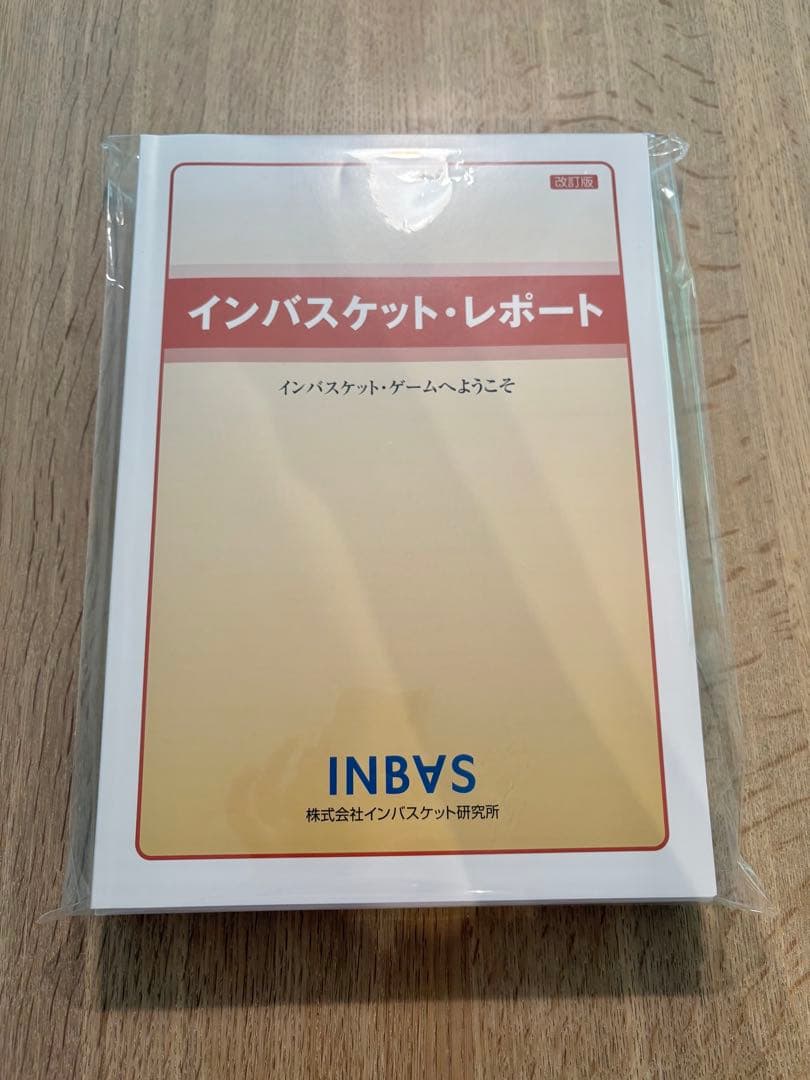 改訂版
インバスケット・レポート
インバスケット・ゲームへようこそ
INB∀S
株式会社インバスケット研究所